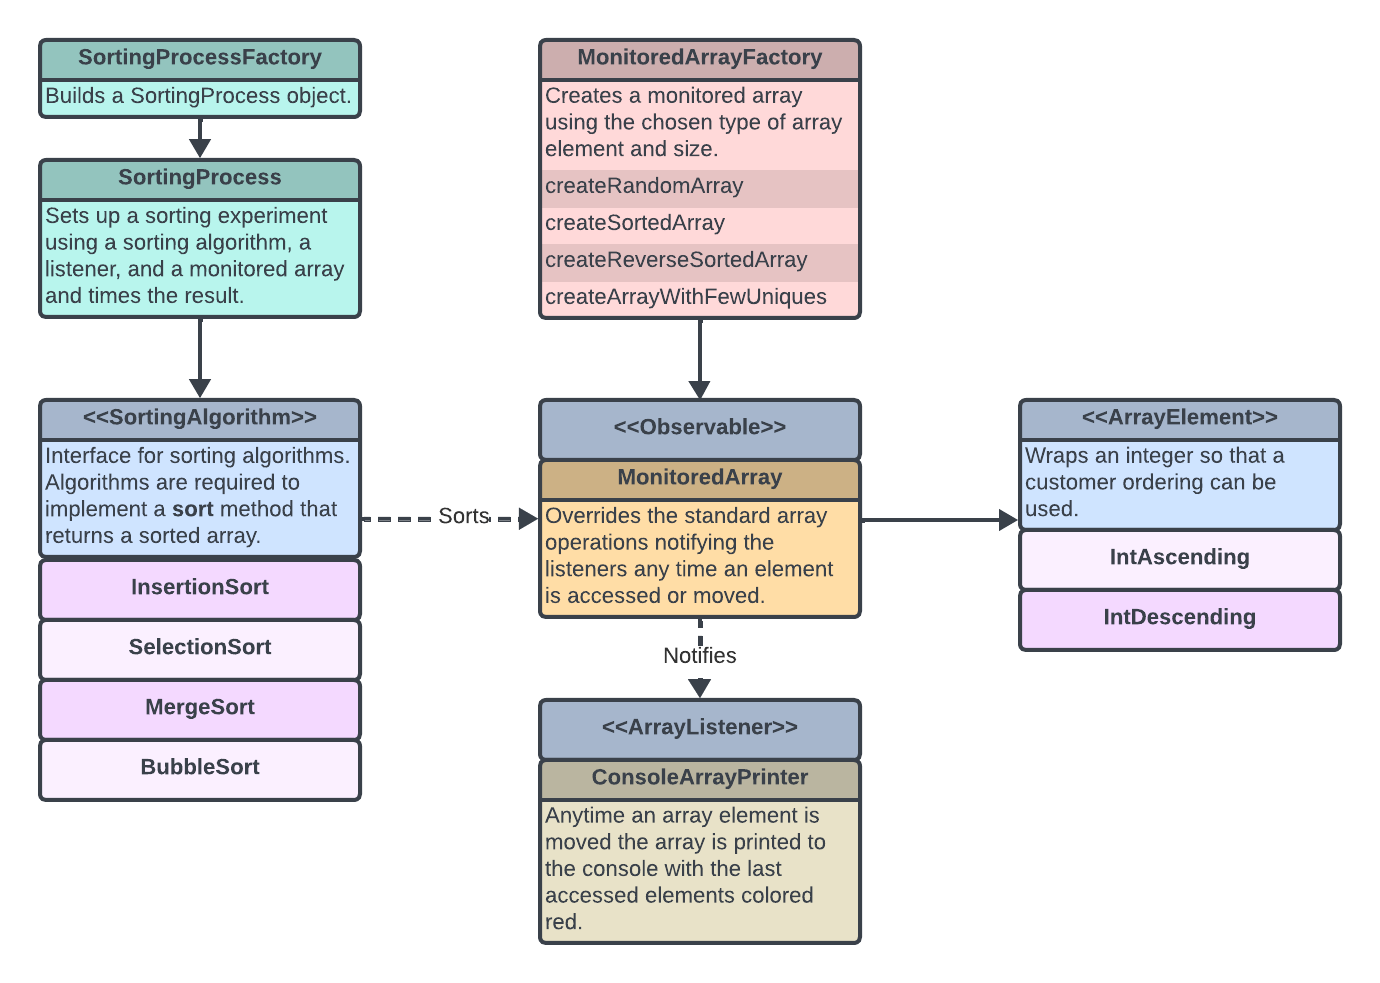 SortingProcessFactory
Builds a SortingProcess object.
SortingProcess
Sets up a sorting experiment
using a sorting algorithm, a
listener, and a monitored array
and times the result.
<<SortingAlgorithm>>
Interface for sorting algorithms.
Algorithms are required to
implement a sort method that
returns a sorted array.
InsertionSort
SelectionSort
MergeSort
BubbleSort
Sorts
MonitoredArrayFactory
Creates a monitored array
using the chosen type of array
element and size.
createRandomArray
createSortedArray
createReverseSortedArray
createArrayWithFewUniques
<<Observable>>
MonitoredArray
Overrides the standard array
operations notifying the
listeners any time an element
is accessed or moved.
Notifies
<<ArrayListener>>
ConsoleArrayPrinter
Anytime an array element is
moved the array is printed to
the console with the last
accessed elements colored
red.
<<ArrayElement>>
Wraps an integer so that a
customer ordering can be
used.
IntAscending
IntDescending